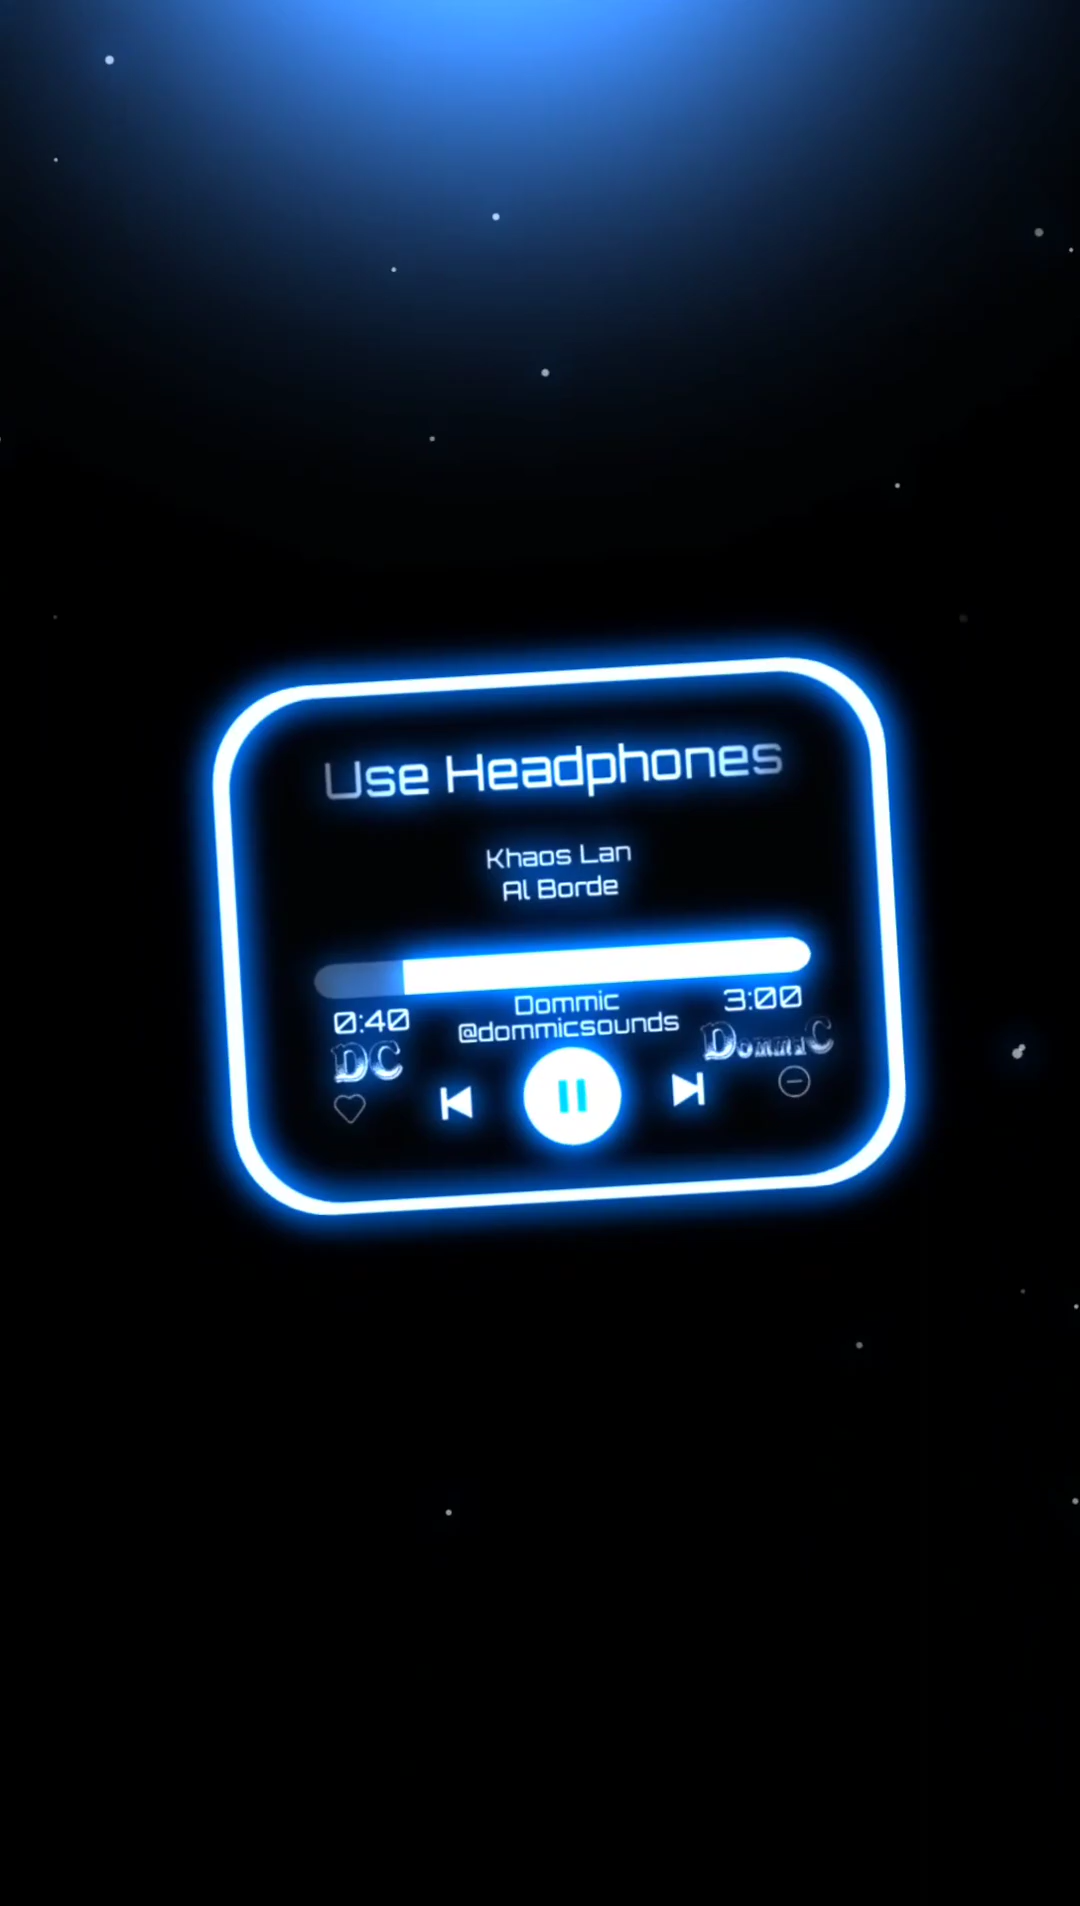 Use Headphones
Khaos Lan
Al Borde
0:40
Dommic
@dommicsounds
3:00
DC
DommiC